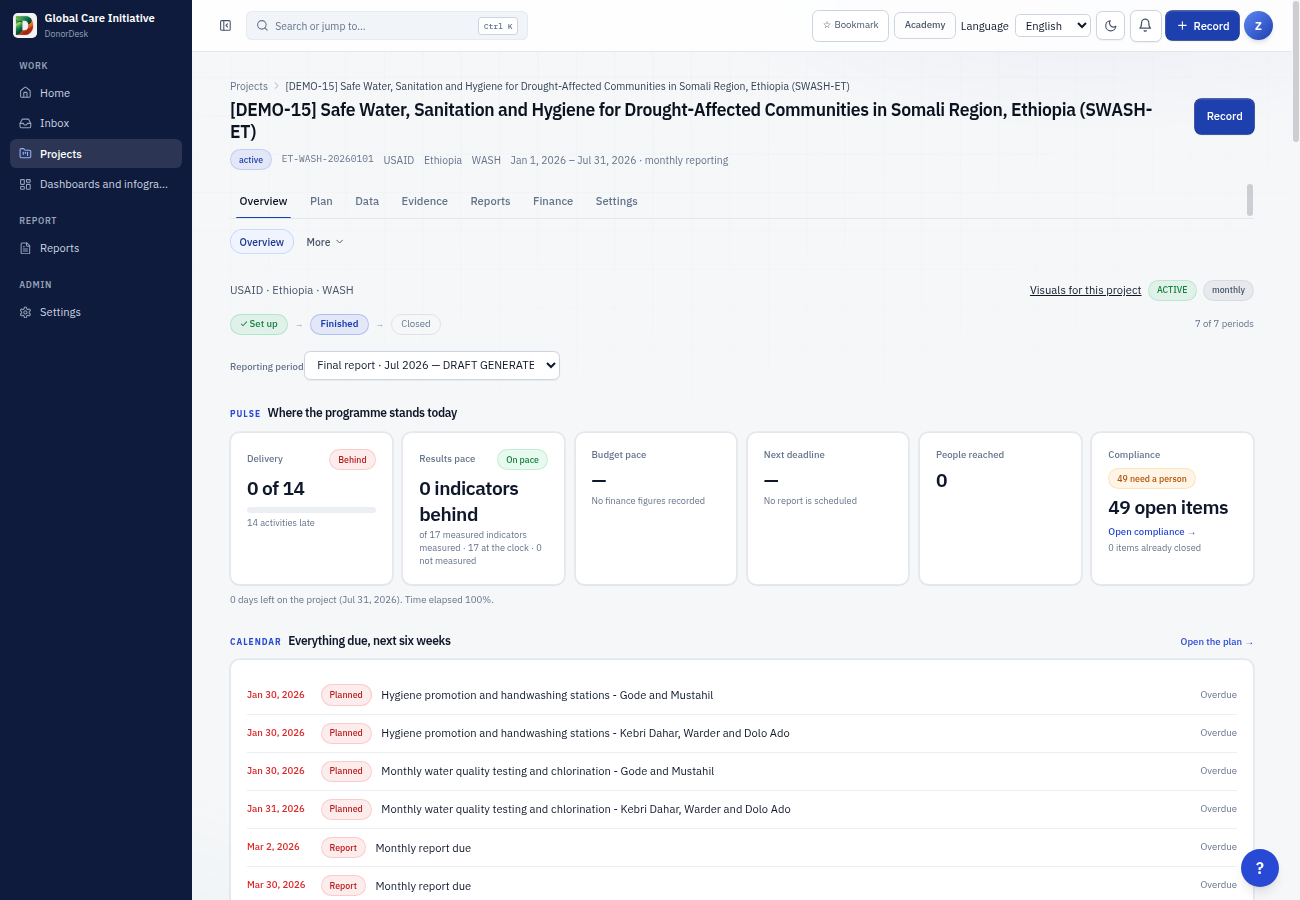 Global Care Initiative
DonorDesk
Search or jump to...
Ctrl K
☆ Bookmark
Academy
Language
English
+ Record
Z
WORK
Home
Inbox
Projects
Dashboards and infogra...
REPORT
Reports
ADMIN
Settings
Projects > [DEMO-15] Safe Water, Sanitation and Hygiene for Drought-Affected Communities in Somali Region, Ethiopia (SWASH-ET)
[DEMO-15] Safe Water, Sanitation and Hygiene for Drought-Affected Communities in Somali Region, Ethiopia (SWASH-
ET)
Record
active ET-WASH-20260101 USAID Ethiopia WASH Jan 1, 2026 – Jul 31, 2026 · monthly reporting
Overview Plan Data Evidence Reports Finance Settings
Overview More
USAID · Ethiopia · WASH
Visuals for this project ACTIVE monthly
✓ Set up → Finished → Closed
7 of 7 periods
Reporting period Final report · Jul 2026 — DRAFT GENERATE
PULSE Where the programme stands today
Delivery Behind
0 of 14
14 activities late
Results pace On pace
0 indicators
behind
of 17 measured indicators
measured · 17 at the clock · 0
not measured
Budget pace
—
No finance figures recorded
Next deadline
—
No report is scheduled
People reached
0
Compliance
49 need a person
49 open items
Open compliance →
0 items already closed
0 days left on the project (Jul 31, 2026). Time elapsed 100%.
CALENDAR Everything due, next six weeks
Open the plan →
Jan 30, 2026 Planned Hygiene promotion and handwashing stations - Gode and Mustahil Overdue
Jan 30, 2026 Planned Hygiene promotion and handwashing stations - Kebri Dahar, Warder and Dolo Ado Overdue
Jan 30, 2026 Planned Monthly water quality testing and chlorination - Gode and Mustahil Overdue
Jan 31, 2026 Planned Monthly water quality testing and chlorination - Kebri Dahar, Warder and Dolo Ado Overdue
Mar 2, 2026 Report Monthly report due Overdue
Mar 30, 2026 Report Monthly report due Overdue
?